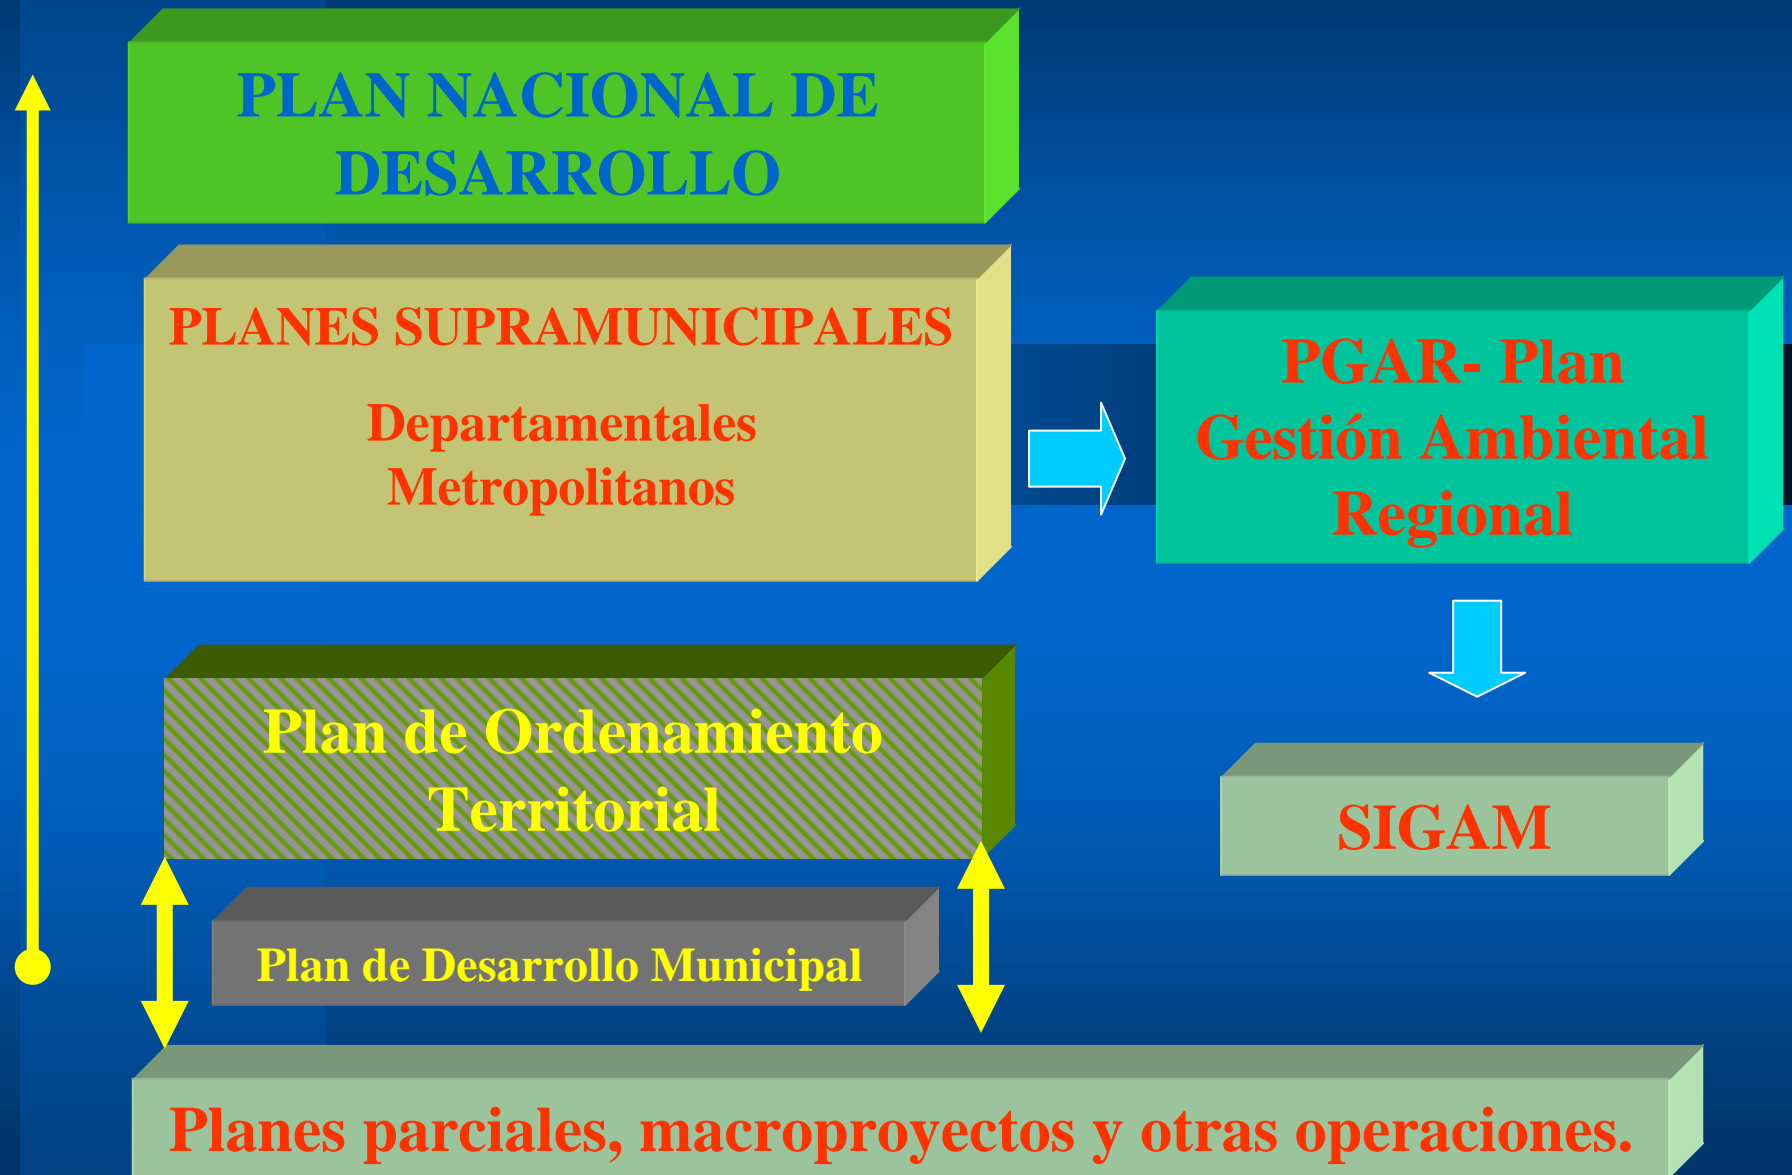 PLAN NACIONAL DE
DESARROLLO
PLANES SUPRAMUNICIPALES
Departamentales
Metropolitanos
PGAR- Plan
Gestión Ambiental
Regional
Plan de Ordenamiento
Territorial
SIGAM
Plan de Desarrollo Municipal
Planes parciales, macroproyectos y otras operaciones.